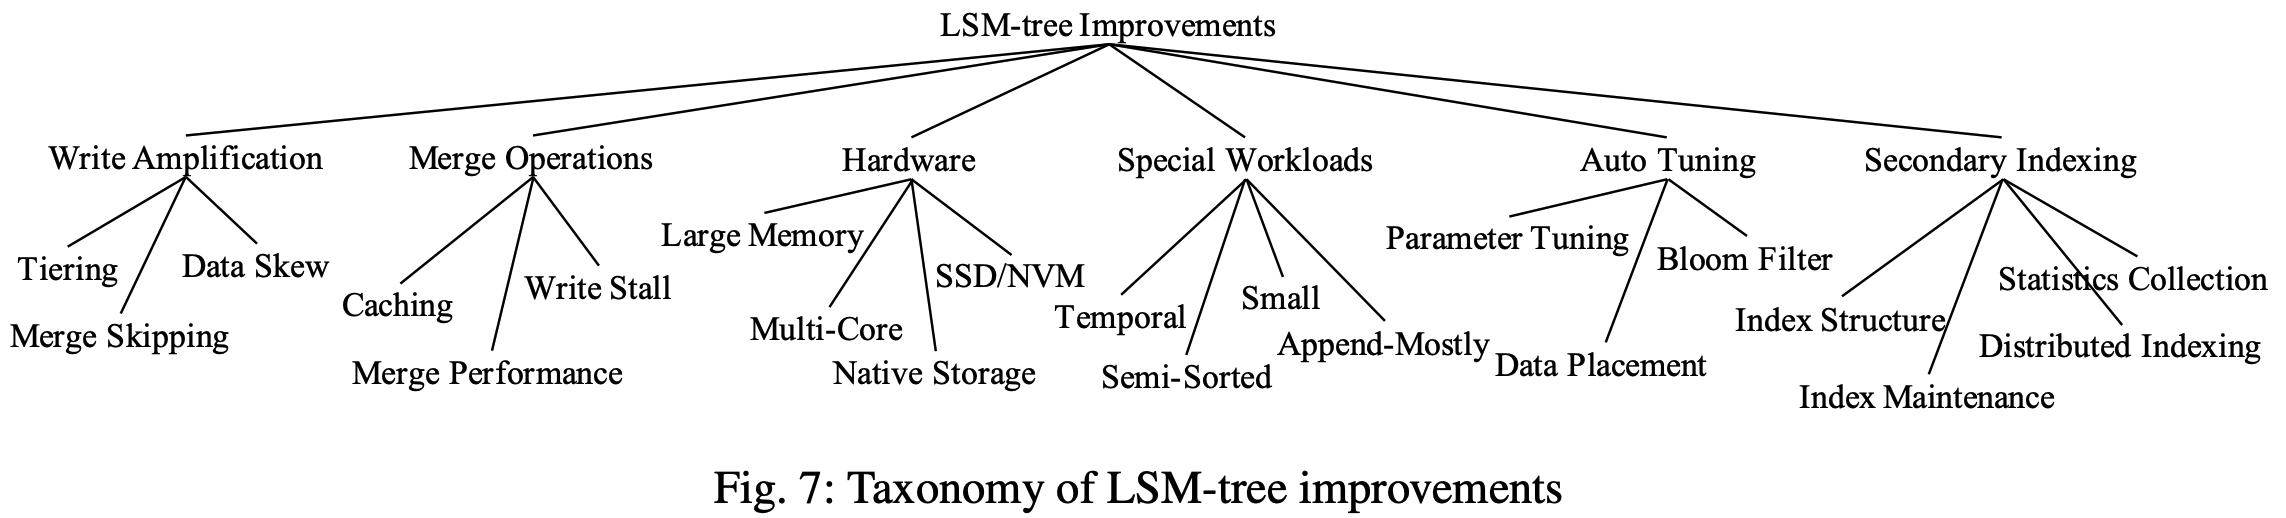 LSM-tree Improvements
Write Amplification
Merge Operations
Hardware
Special Workloads
Auto Tuning
Secondary Indexing
Tiering
Merge Skipping
Data Skew
Caching
Merge Performance
Write Stall
Large Memory
Multi-Core
Native Storage
SSD/NVM
Temporal
Semi-Sorted
Small
Append-Mostly
Parameter Tuning
Data Placement
Bloom Filter
Index Structure
Index Maintenance
Distributed Indexing
Statistics Collection
Fig. 7: Taxonomy of LSM-tree improvements